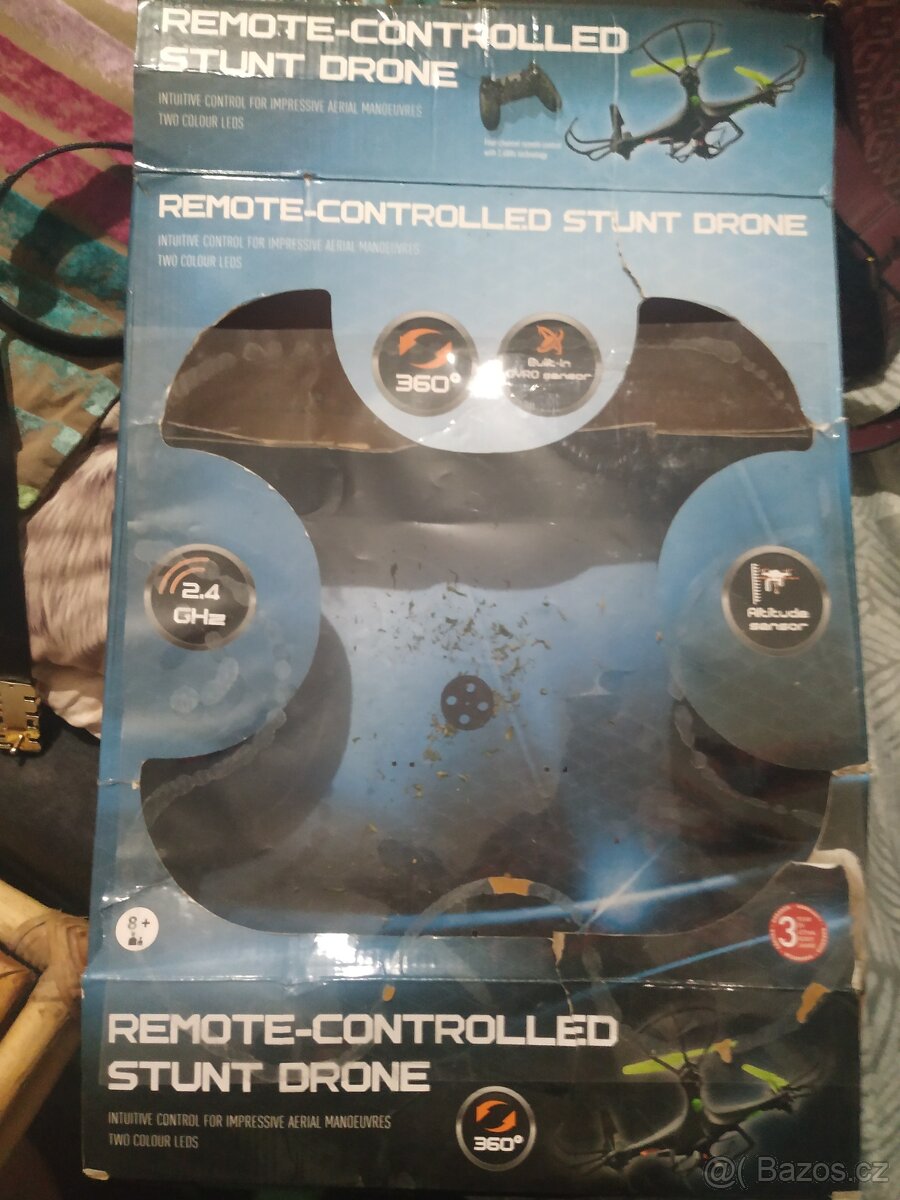 REMOTE-CONTROLLED
STUNT DRONE
INTUITIVE CONTROL FOR IMPRESSIVE AERIAL MANOEUVRES
TWO COLOUR LEDS
REMOTE-CONTROLLED STUNT DRONE
INTUITIVE CONTROL FOR IMPRESSIVE AERIAL MANOEUVRES
TWO COLOUR LEDS
360°
Built-in
GYRO sensor
2.4
GHz
Altitude
sensor
8+
3
REMOTE-CONTROLLED
STUNT DRONE
INTUITIVE CONTROL FOR IMPRESSIVE AERIAL MANOEUVRES
TWO COLOUR LEDS
360°
@( Bazos.cz